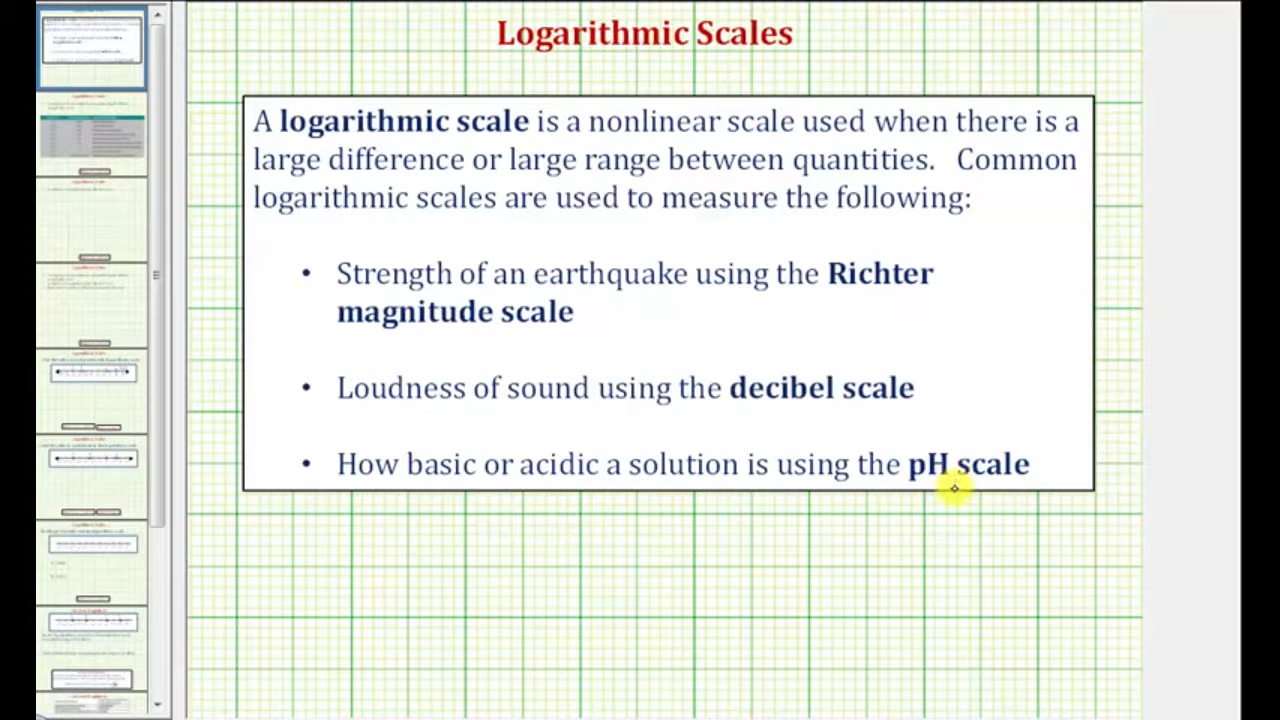 Logarithmic Scales
A logarithmic scale is a nonlinear scale used when there is a
large difference or large range between quantities. Common
logarithmic scales are used to measure the following:
• Strength of an earthquake using the Richter
magnitude scale
• Loudness of sound using the decibel scale
• How basic or acidic a solution is using the pH scale